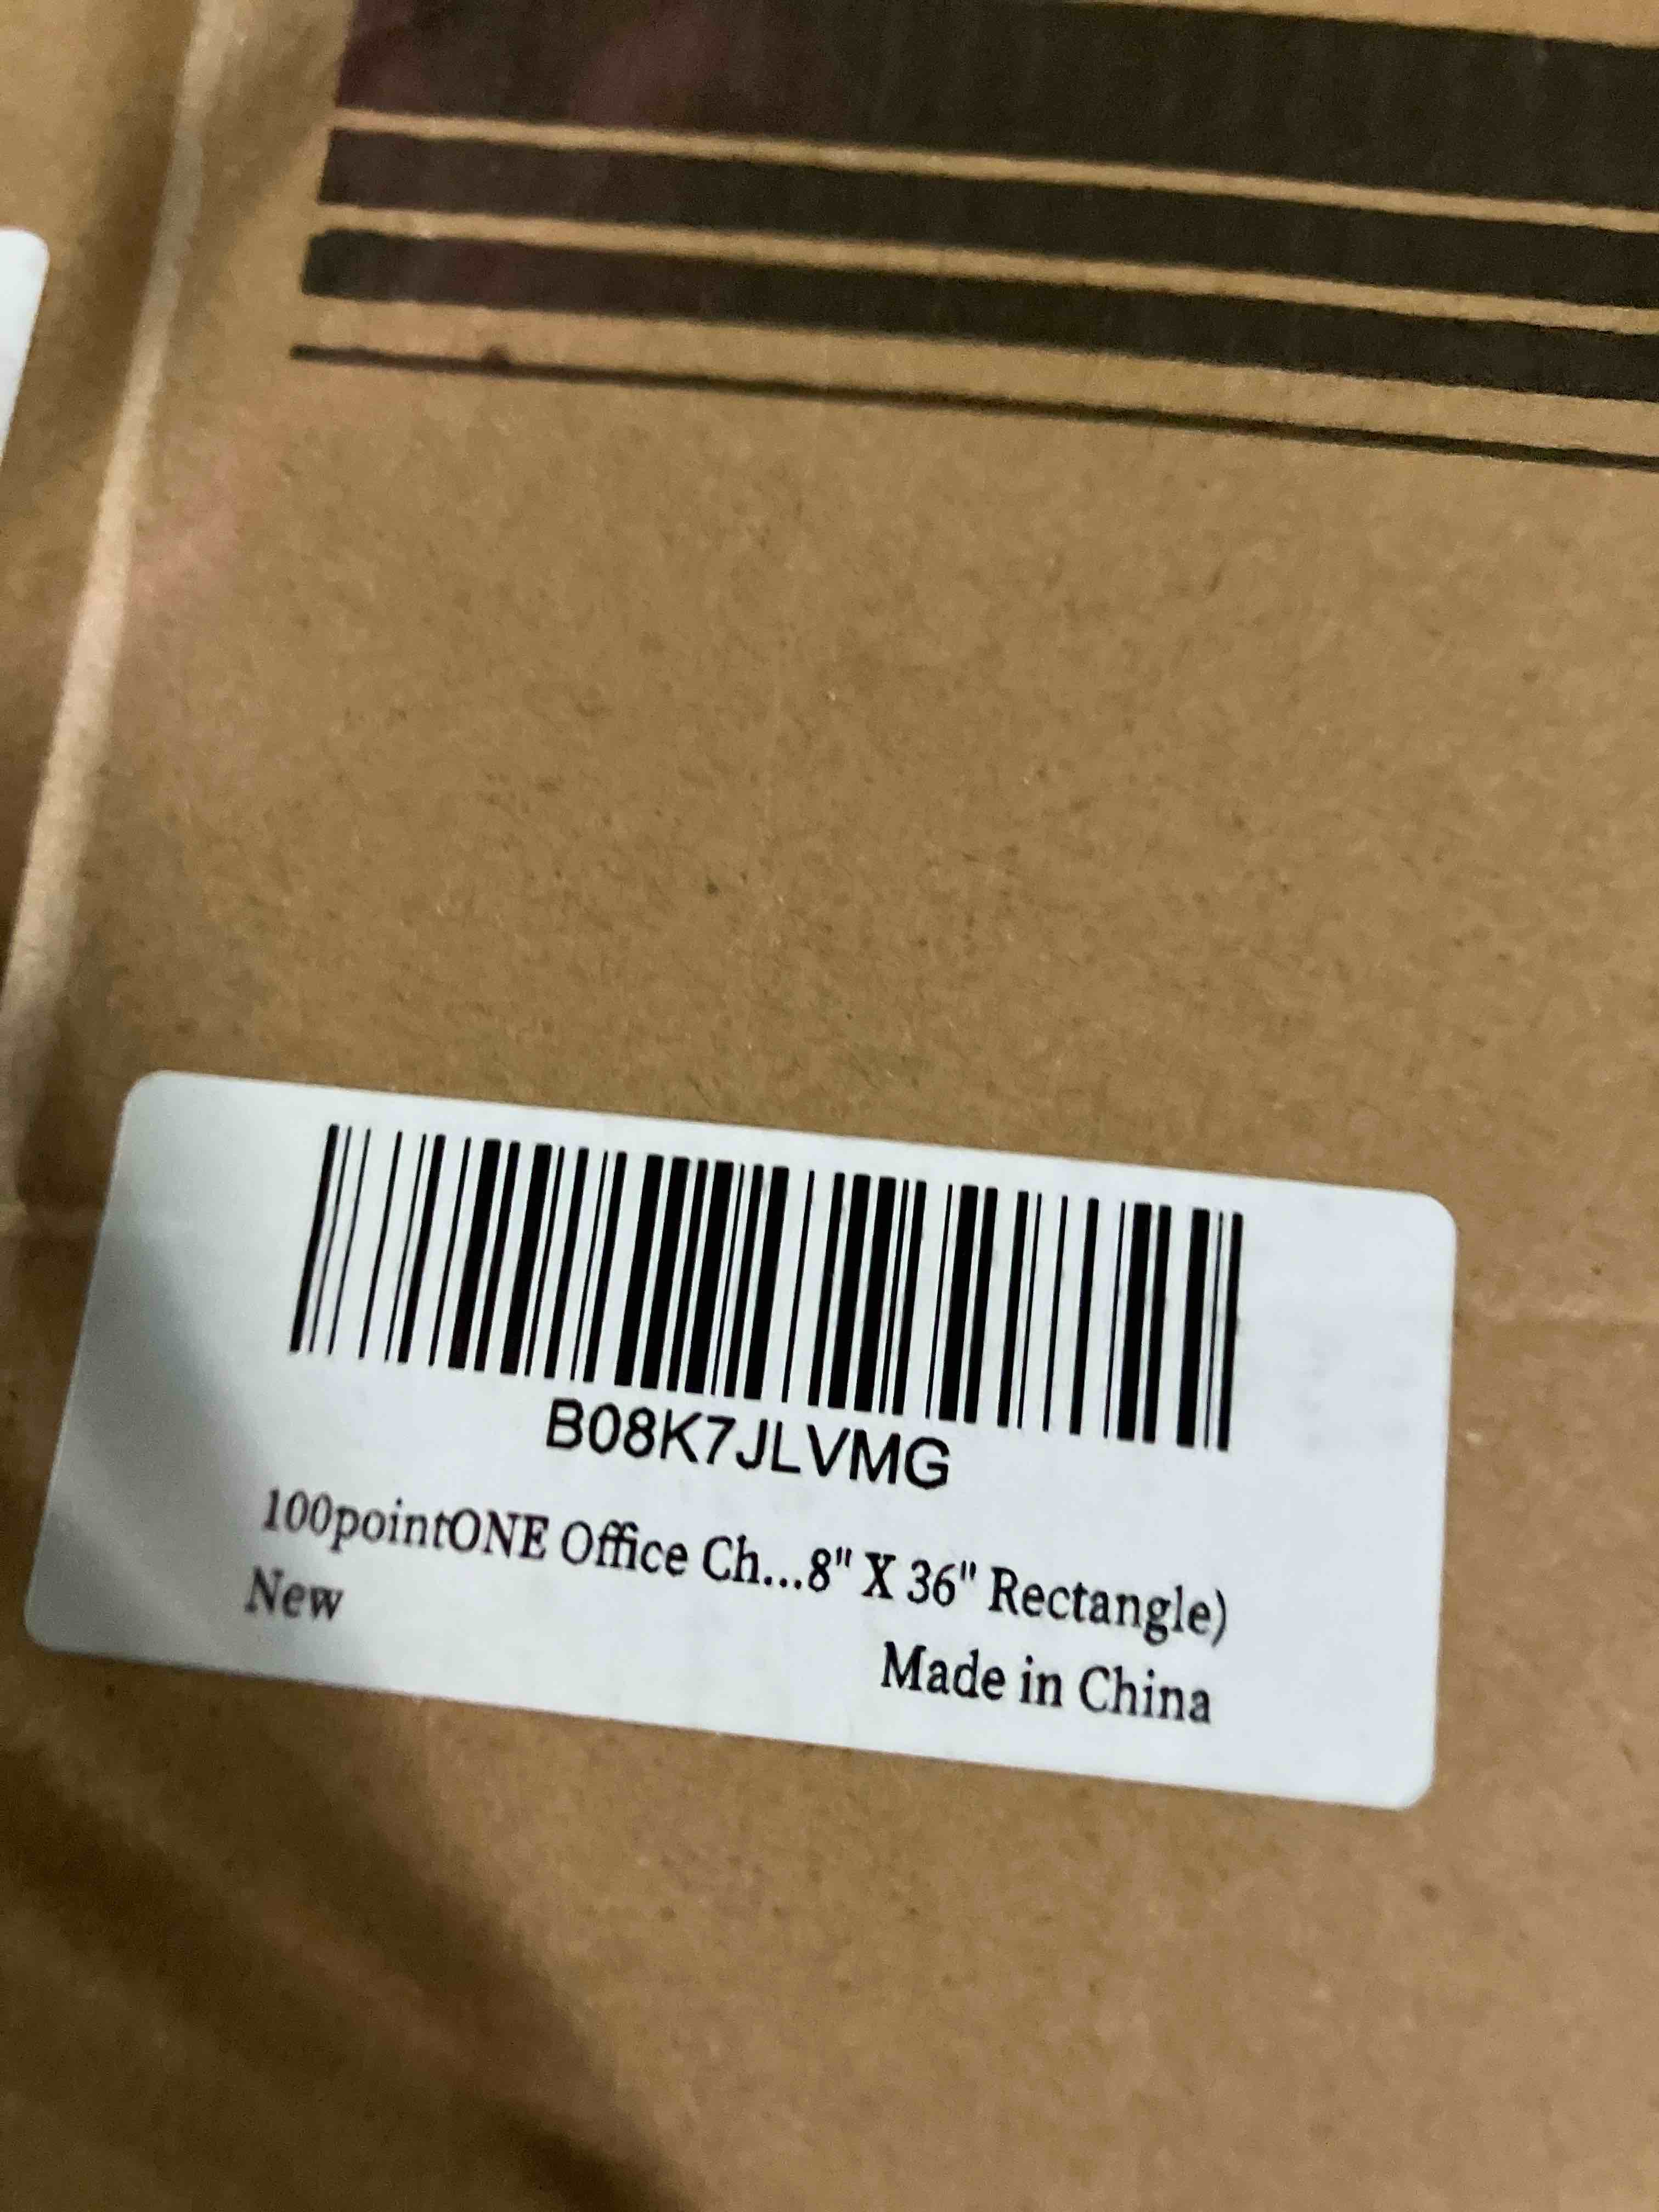 B08K7JLVMG
100pointONE Office Ch...8" X 36" Rectangle)
New
Made in China